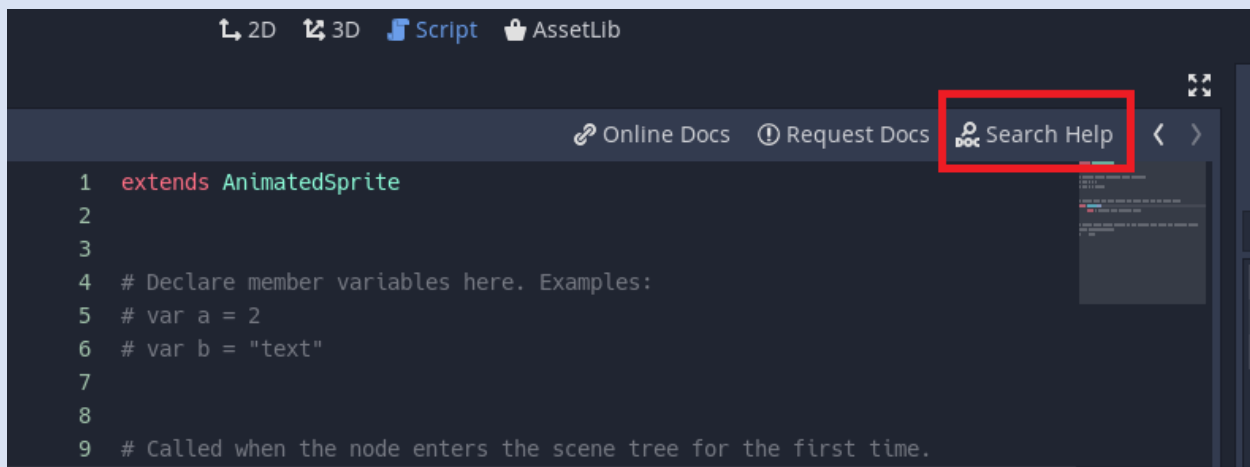 2D 3D Script AssetLib
Online Docs Request Docs DOC Search Help
1 extends AnimatedSprite
2
3
4 # Declare member variables here. Examples:
5 # var a = 2
6 # var b = "text"
7
8
9 # Called when the node enters the scene tree for the first time.